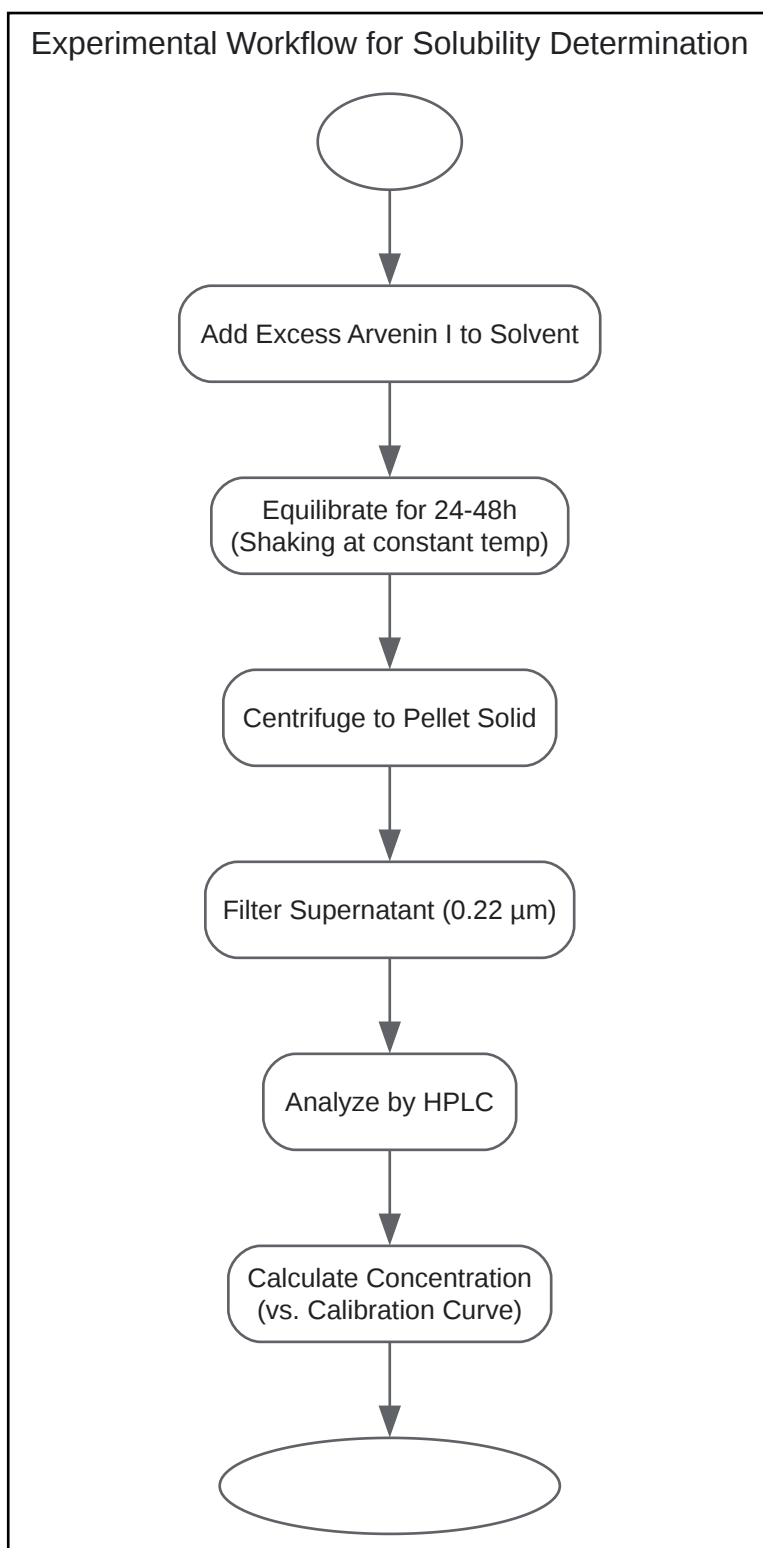 Experimental Workflow for Solubility Determination
Add Excess Arvenin I to Solvent
Equilibrate for 24-48h
(Shaking at constant temp)
Centrifuge to Pellet Solid
Filter Supernatant (0.22 µm)
Analyze by HPLC
Calculate Concentration
(vs. Calibration Curve)